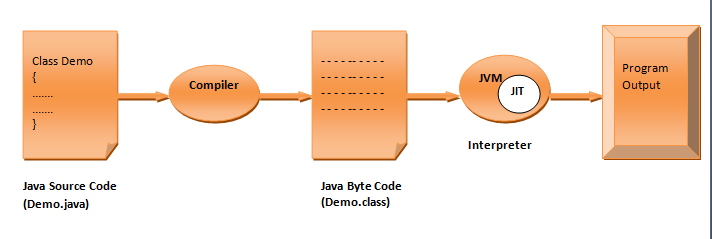 Class Demo
{
.......
.......
}
Java Source Code
(Demo.java)
Compiler
- - - - - - - - - -
- - - - - - - - - -
- - - - - - - - - -
- - - - - - - - - -
Java Byte Code
(Demo.class)
JVM
JIT
Interpreter
Program
Output